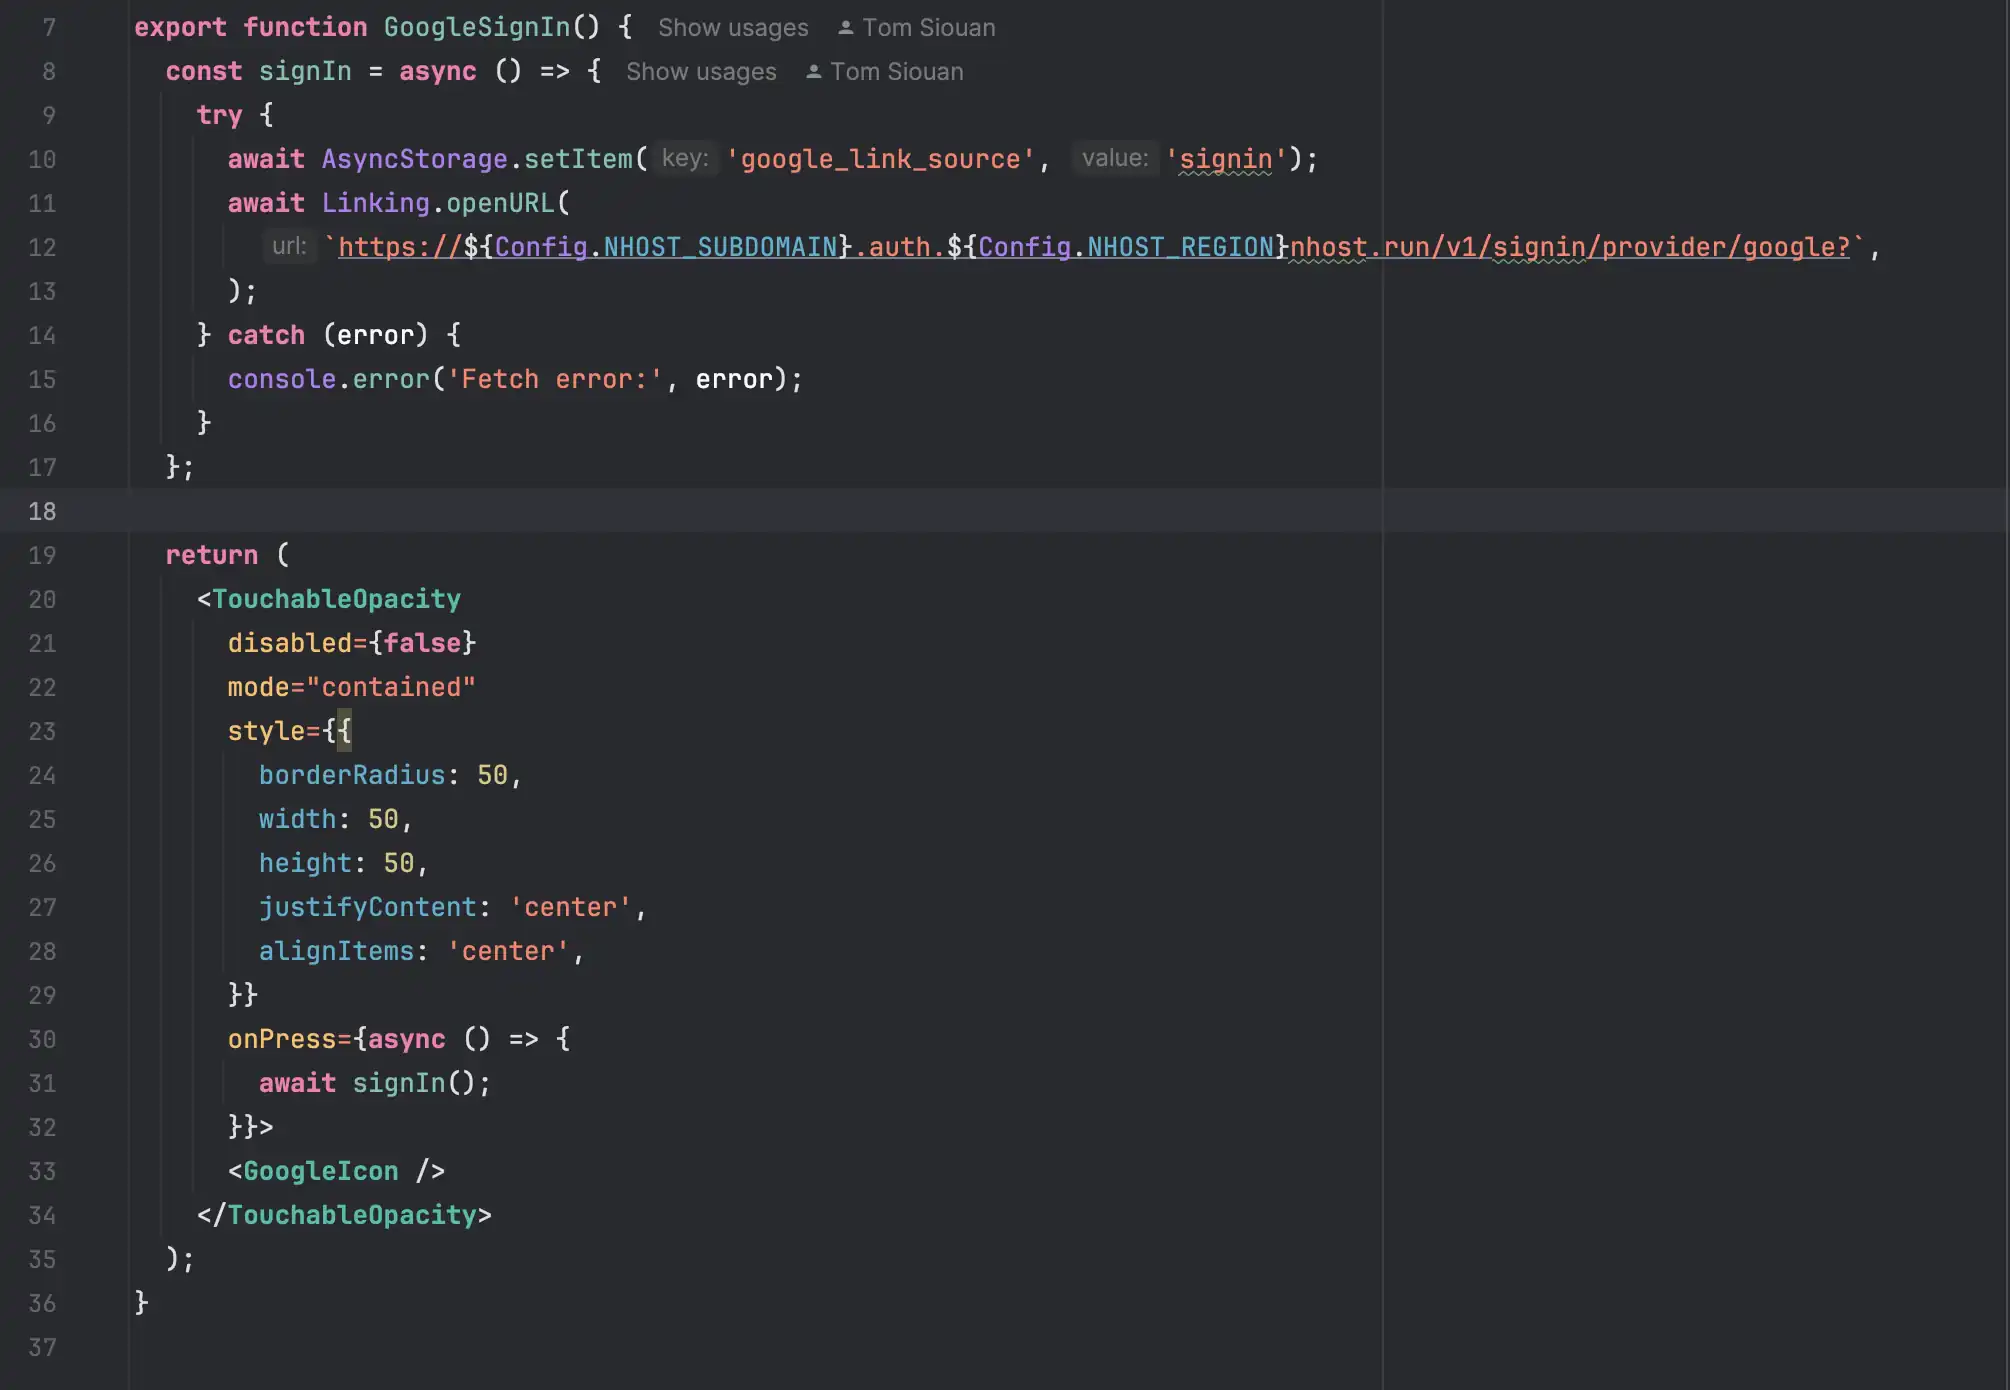 7 export function GoogleSignIn() { Show usages Tom Siouan
8 const signIn = async () => { Show usages Tom Siouan
9 try {
10 await AsyncStorage.setItem( key: 'google_link_source', value: 'signin');
11 await Linking.openURL(
12 url: `https://${Config.NHOST_SUBDOMAIN}.auth.${Config.NHOST_REGION}nhost.run/v1/signin/provider/google?`,
13 );
14 } catch (error) {
15 console.error('Fetch error:', error);
16 }
17 };
18
19 return (
20 <TouchableOpacity
21 disabled={false}
22 mode="contained"
23 style={{
24 borderRadius: 50,
25 width: 50,
26 height: 50,
27 justifyContent: 'center',
28 alignItems: 'center',
29 }}
30 onPress={async () => {
31 await signIn();
32 }}>
33 <GoogleIcon />
34 </TouchableOpacity>
35 );
36 }
37